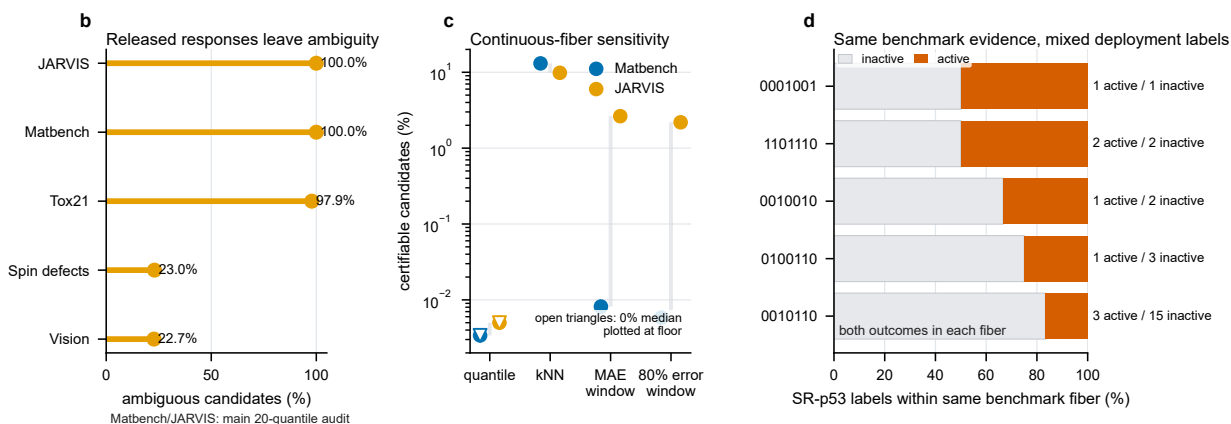 b
Released responses leave ambiguity
JARVIS
100.0%
Matbench
100.0%
Tox21
97.9%
Spin defects
23.0%
Vision
22.7%
0
50
100
ambiguous candidates (%)
Matbench/JARVIS: main 20-quantile audit
c
Continuous-fiber sensitivity
certifiable candidates (%)
10¹
10⁰
10⁻¹
10⁻²
Matbench
JARVIS
open triangles: 0% median
plotted at floor
quantile
kNN
MAE
window
80% error
window
d
Same benchmark evidence, mixed deployment labels
inactive
active
0001001
1 active / 1 inactive
1101110
2 active / 2 inactive
0010010
1 active / 2 inactive
0100110
1 active / 3 inactive
0010110
3 active / 15 inactive
both outcomes in each fiber
0
20
40
60
80
100
SR-p53 labels within same benchmark fiber (%)